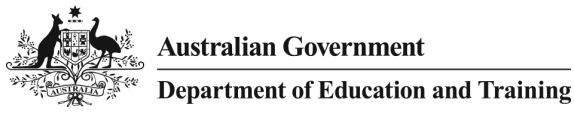 Australian Government
Department of Education and Training
AUSTRALIA